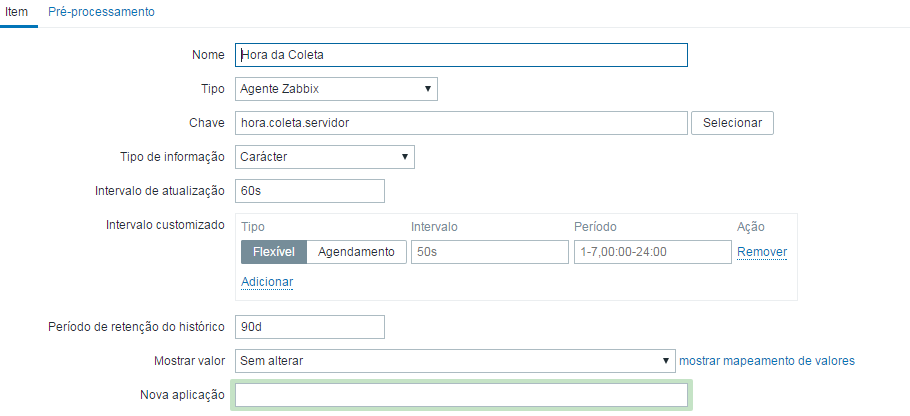 Item Pré-processamento
Nome Hora da Coleta
Tipo Agente Zabbix
Chave hora.coleta.servidor Selecionar
Tipo de informação Carácter
Intervalo de atualização 60s
Intervalo customizado Tipo Intervalo Período Ação
Flexível Agendamento 50s 1-7,00:00-24:00 Remover
Adicionar
Período de retenção do histórico 90d
Mostrar valor Sem alterar mostrar mapeamento de valores
Nova aplicação